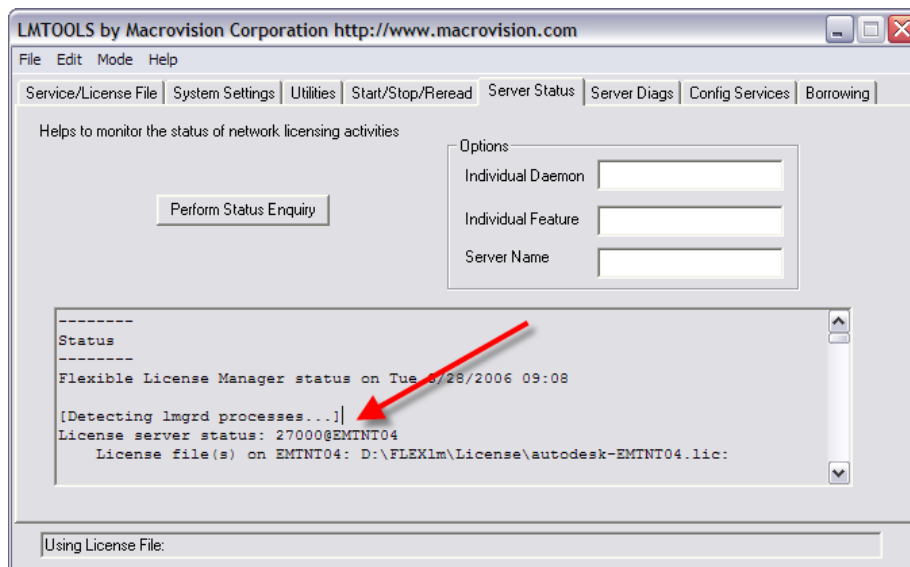 LMTOOLS by Macrovision Corporation http://www.macrovision.com
File Edit Mode Help
Service/License File System Settings Utilities Start/Stop/Reread Server Status Server Diags Config Services Borrowing
Helps to monitor the status of network licensing activities
Options
Individual Daemon
Perform Status Enquiry
Individual Feature
Server Name
--------
Status
--------
Flexible License Manager status on Tue /28/2006 09:08
[Detecting lmgrd processes...]
License server status: 27000@EMTNT04
License file(s) on EMTNT04: D:\FLEXlm\License\autodesk-EMTNT04.lic:
Using License File: